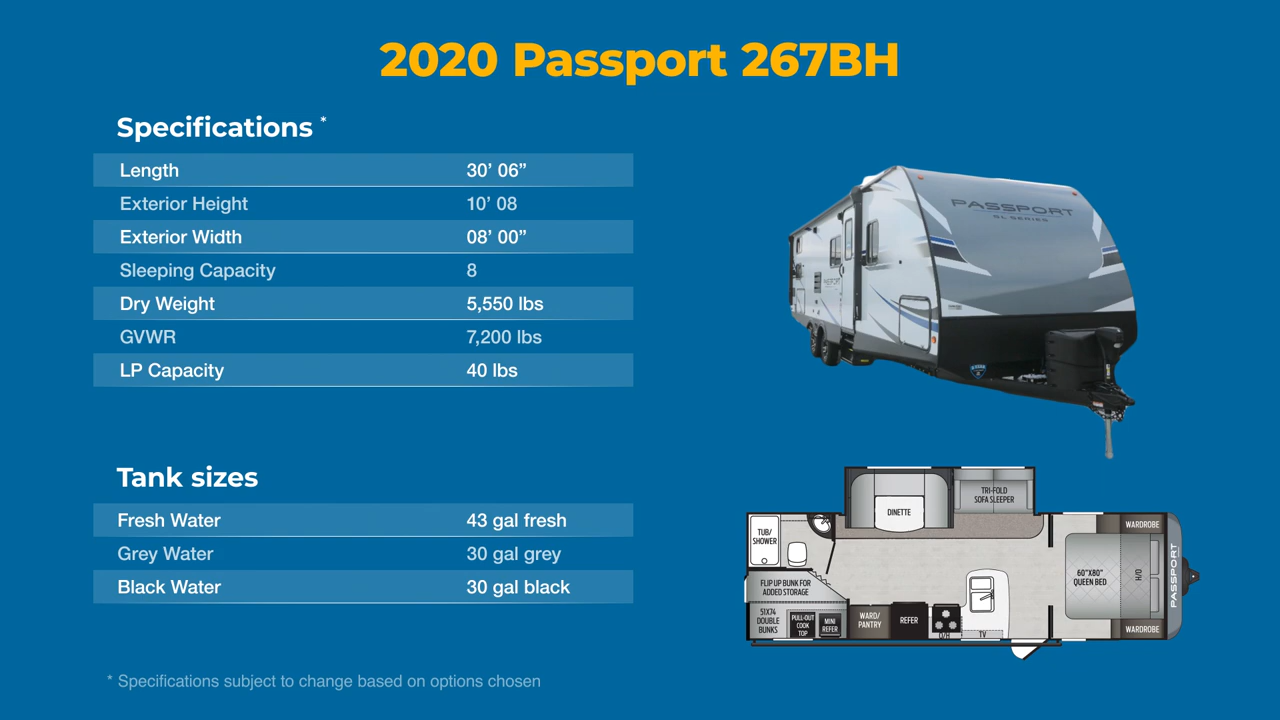 2020 Passport 267BH
Specifications *
Length 30’ 06”
Exterior Height 10’ 08
Exterior Width 08’ 00”
Sleeping Capacity 8
Dry Weight 5,550 lbs
GVWR 7,200 lbs
LP Capacity 40 lbs
PASSPORT
SL SERIES
Tank sizes
Fresh Water 43 gal fresh
Grey Water 30 gal grey
Black Water 30 gal black
TRI-FOLD
SOFA SLEEPER
DINETTE
TUB/
SHOWER
WARDROBE
60"X80"
QUEEN BED
H/D
PASSPORT
FLIP UP BUNK FOR
ADDED STORAGE
51X74
DOUBLE
BUNKS
PULL-OUT
COOK
TOP
MINI
REFER
WARD/
PANTRY
REFER
O/H
TV
WARDROBE
* Specifications subject to change based on options chosen